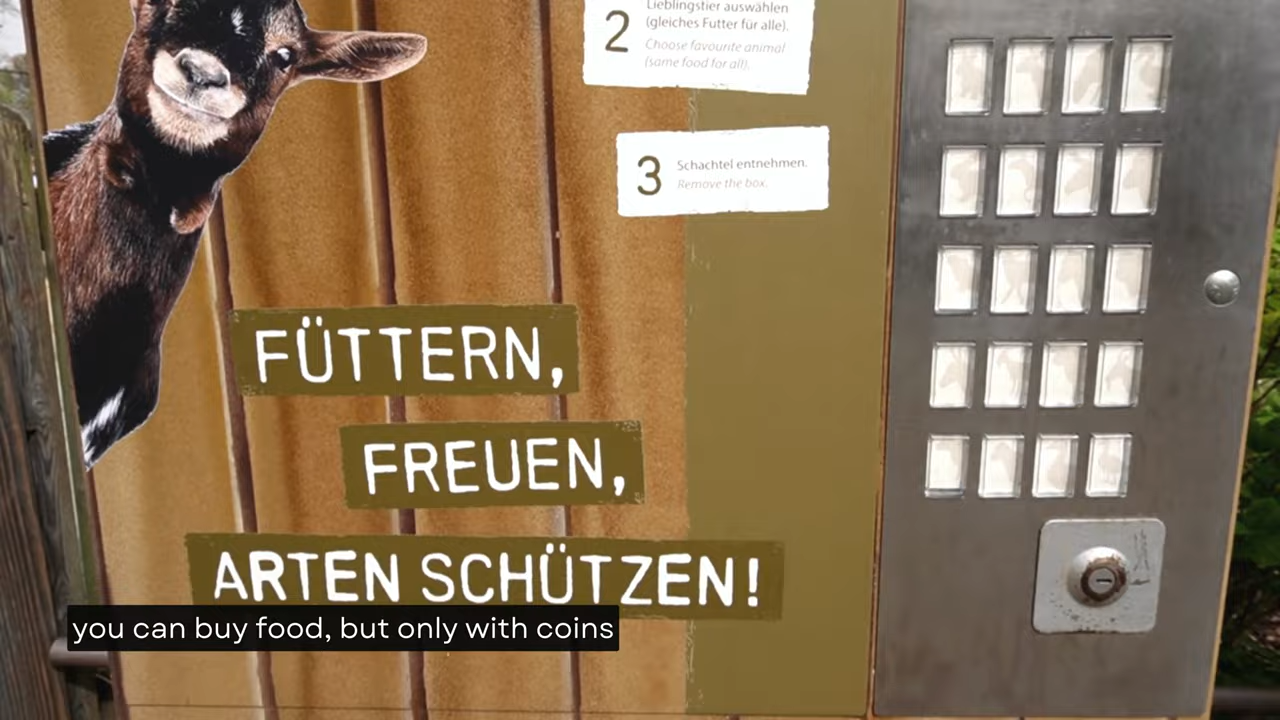 2
Lieblingstier auswählen
(gleiches Futter für alle).
Choose favourite animal
(same food for all).
3
Schachtel entnehmen.
Remove the box.
FÜTTERN,
FREUEN,
ARTEN SCHÜTZEN!
you can buy food, but only with coins